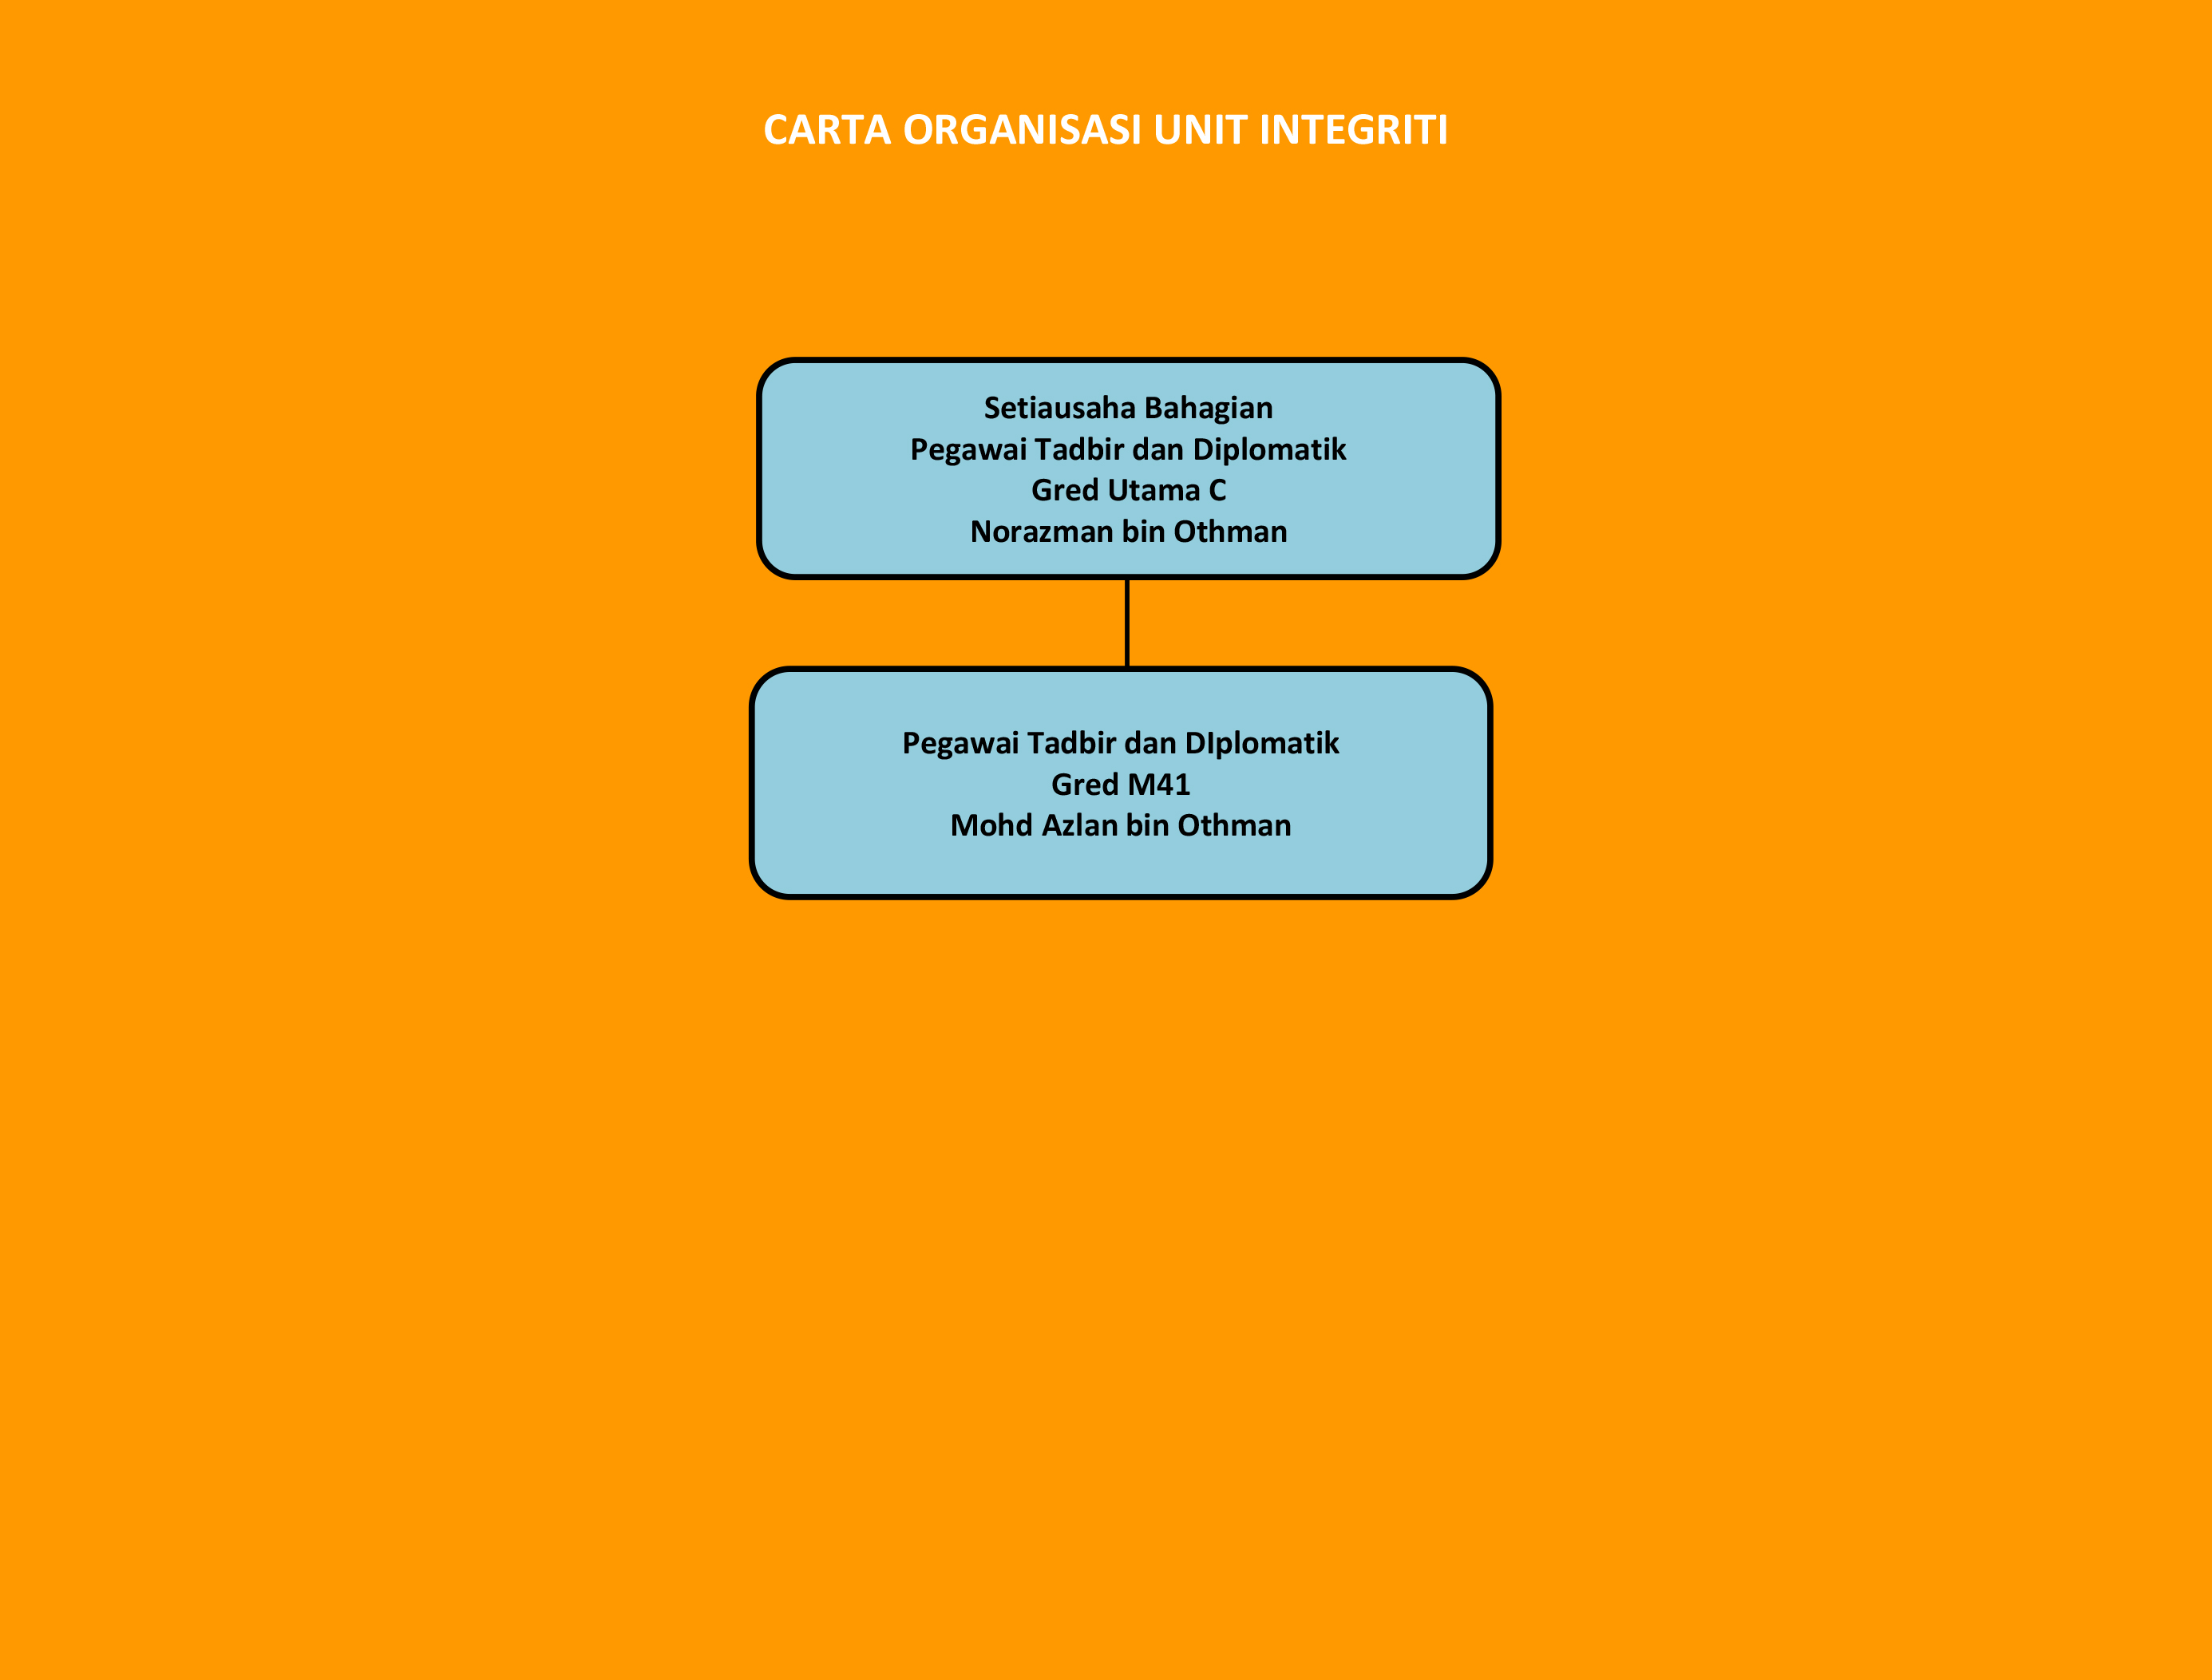 CARTA ORGANISASI UNIT INTEGRITI
Setiausaha Bahagian
Pegawai Tadbir dan Diplomatik
Gred Utama C
Norazman bin Othman
Pegawai Tadbir dan DIplomatik
Gred M41
Mohd Azlan bin Othman